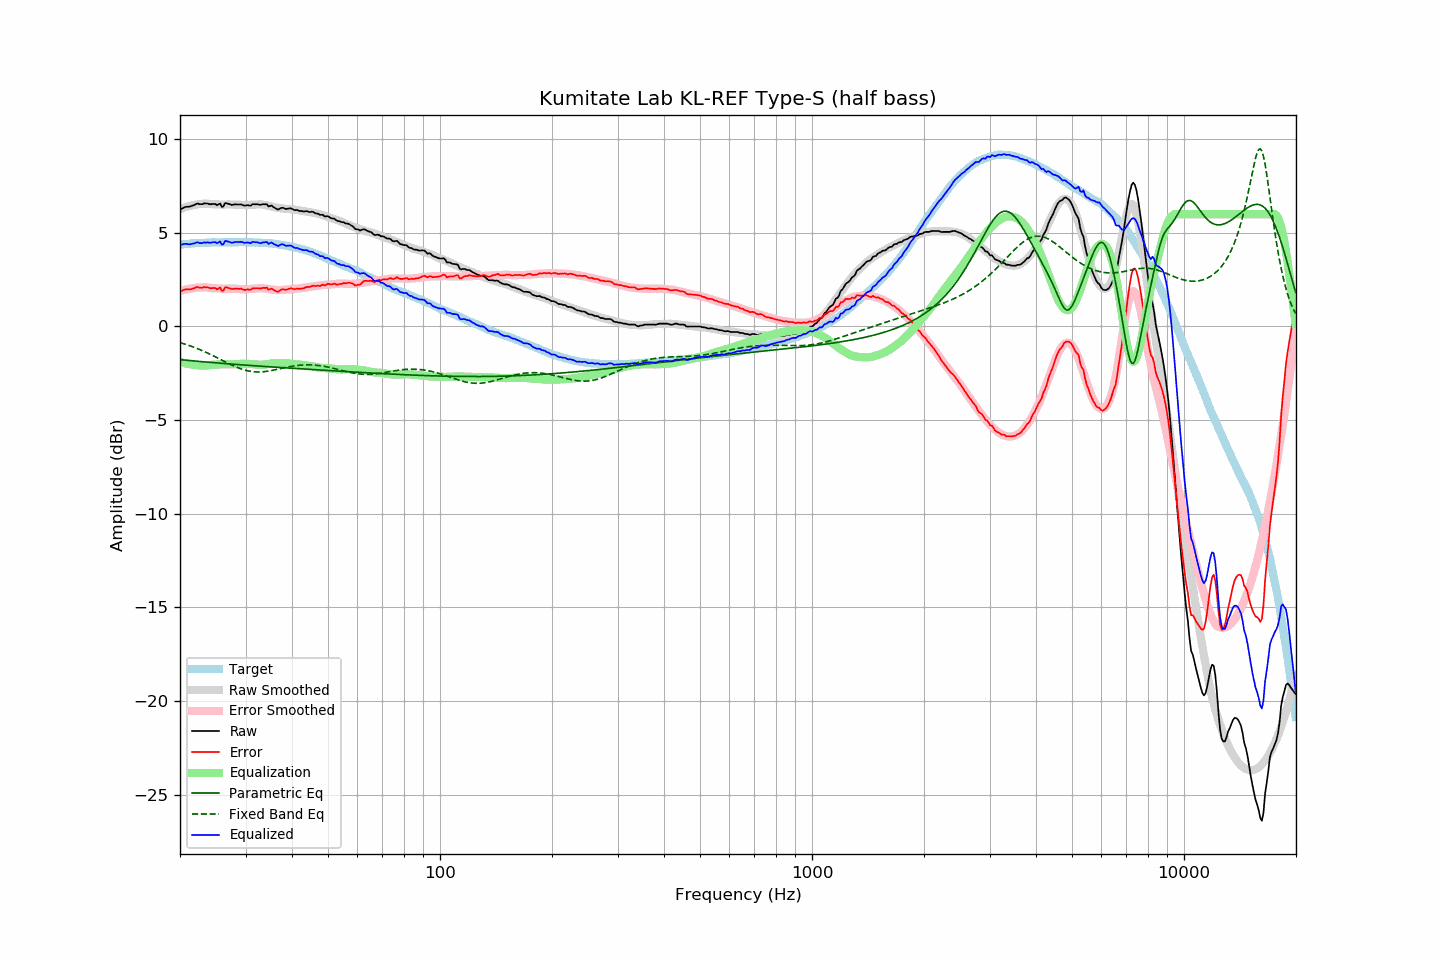 Kumitate Lab KL-REF Type-S (half bass)
10
5
0
−5
−10
−15
−20
−25
Amplitude (dBr)
Target
Raw Smoothed
Error Smoothed
Raw
Error
Equalization
Parametric Eq
Fixed Band Eq
Equalized
100
1000
10000
Frequency (Hz)